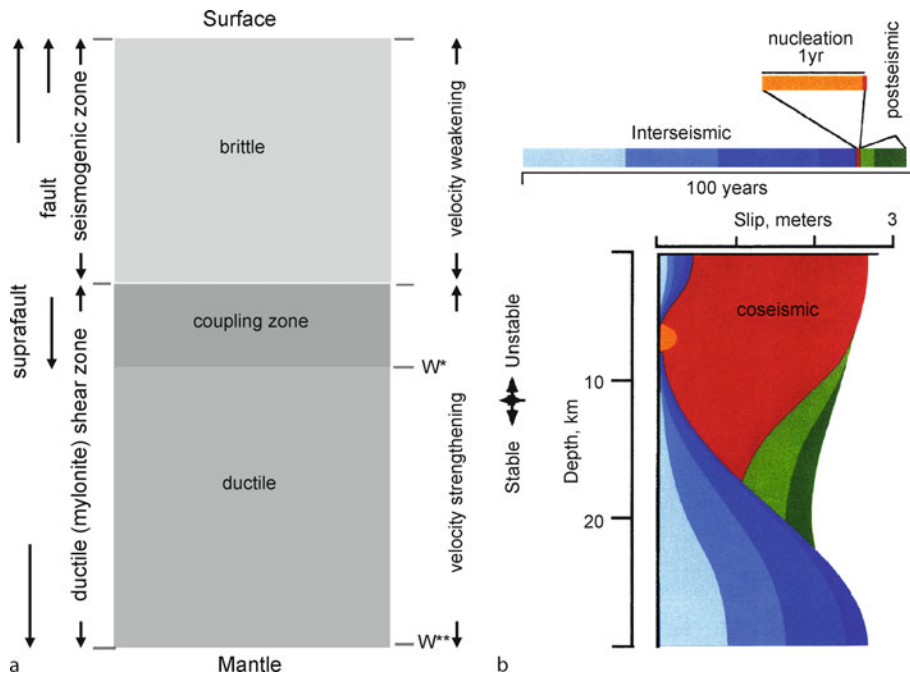 Surface
suprafault
fault
seismogenic zone
ductile (mylonite) shear zone
brittle
coupling zone
ductile
velocity weakening
velocity strengthening
W*
W**
Mantle
a
nucleation
1yr
postseismic
Interseismic
100 years
Slip, meters 3
coseismic
Unstable
Stable
Depth, km
10
20
b